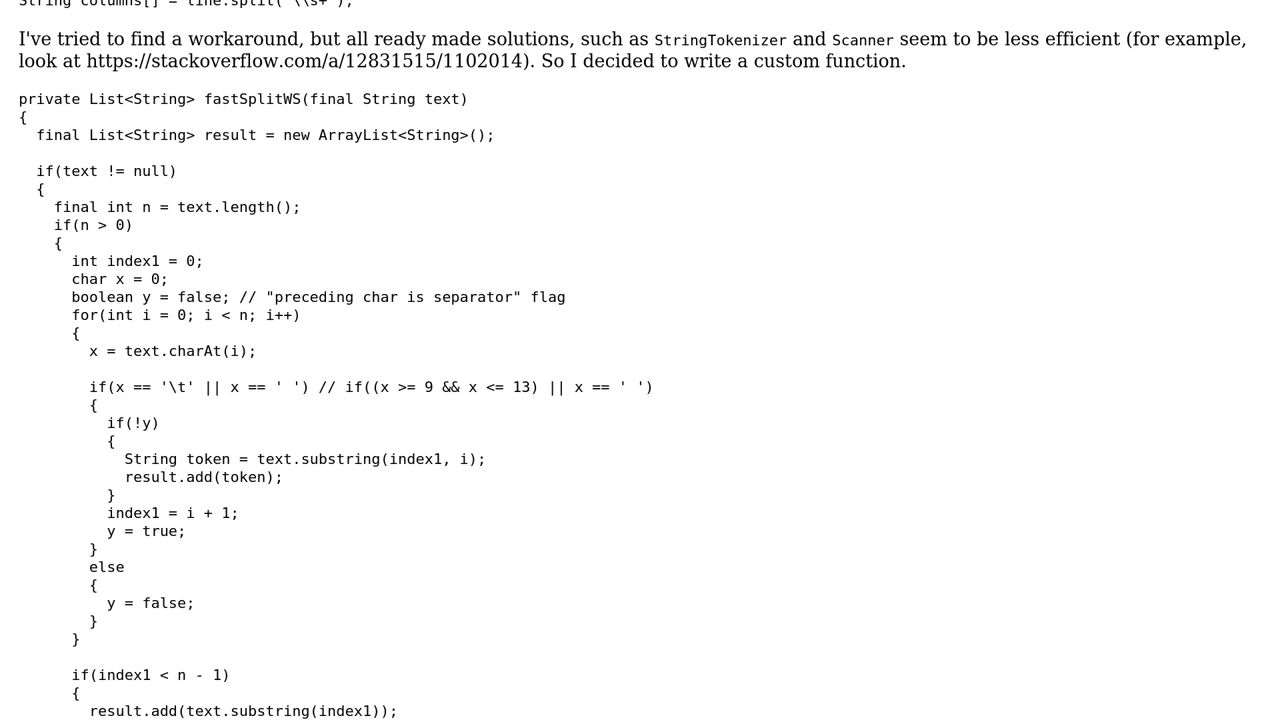 String columns[] = line.split("\\s+");
I've tried to find a workaround, but all ready made solutions, such as StringTokenizer and Scanner seem to be less efficient (for example,
look at https://stackoverflow.com/a/12831515/1102014). So I decided to write a custom function.
private List<String> fastSplitWS(final String text)
{
  final List<String> result = new ArrayList<String>();
  if(text != null)
  {
    final int n = text.length();
    if(n > 0)
    {
      int index1 = 0;
      char x = 0;
      boolean y = false; // "preceding char is separator" flag
      for(int i = 0; i < n; i++)
      {
        x = text.charAt(i);
        if(x == '\t' || x == ' ') // if((x >= 9 && x <= 13) || x == ' ')
        {
          if(!y)
          {
            String token = text.substring(index1, i);
            result.add(token);
          }
          index1 = i + 1;
          y = true;
        }
        else
        {
          y = false;
        }
      }
      if(index1 < n - 1)
      {
        result.add(text.substring(index1));